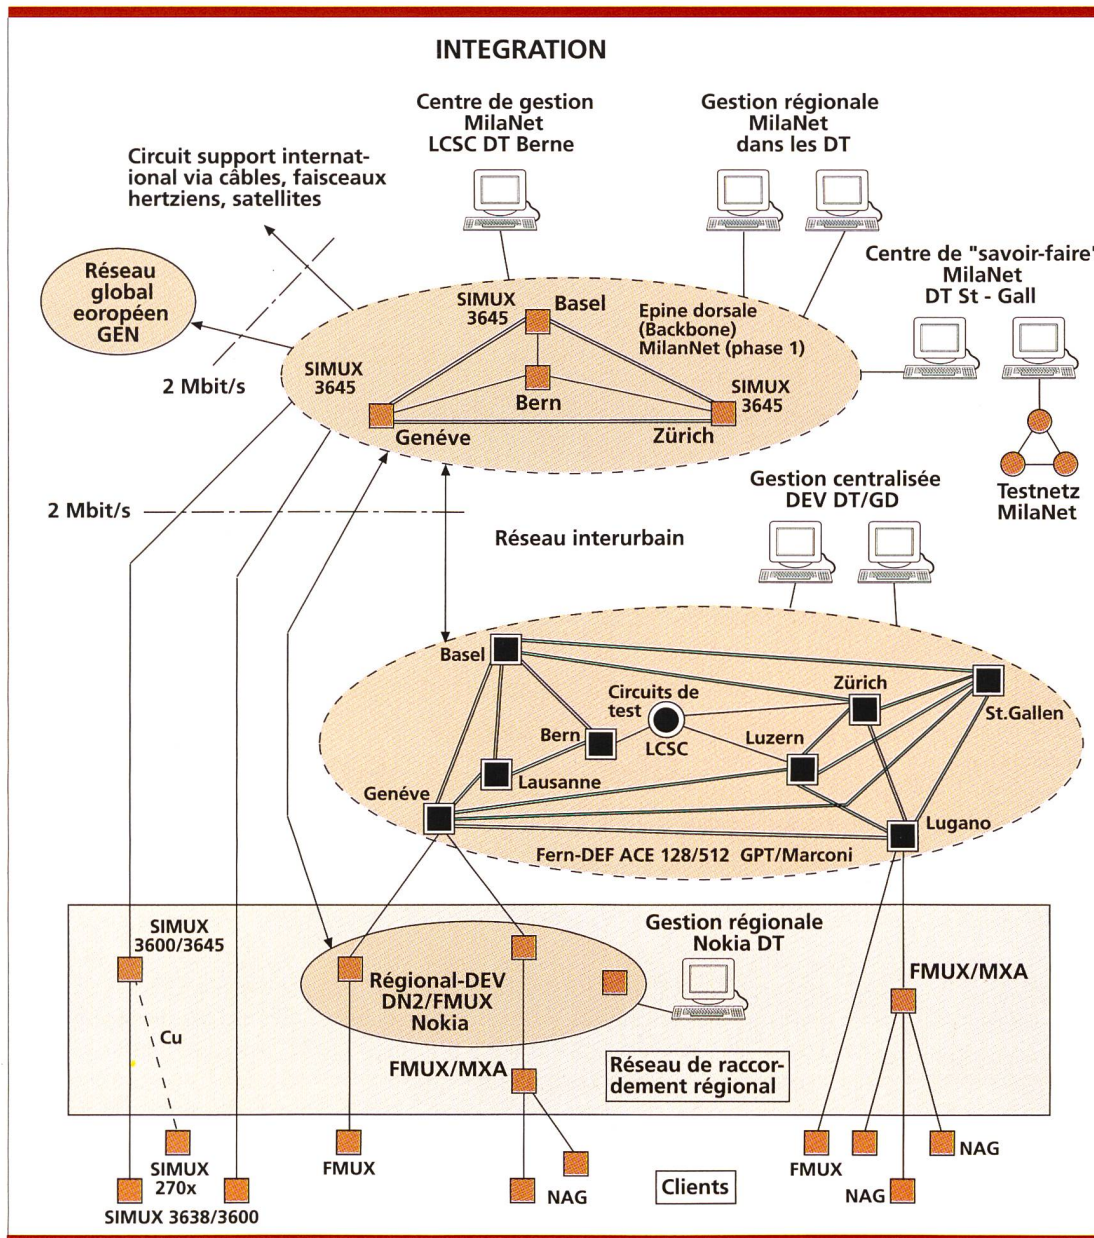 INTEGRATION
Centre de gestion
MilaNet
LCSC DT Berne
Gestion régionale
MilaNet
dans les DT
Circuit support internat-
ional via câbles, faisceaux
hertziens, satellites
Centre de "savoir-faire"
MilaNet
DT St - Gall
Réseau
global
eoropéen
GEN
SIMUX
3645
Basel
Epine dorsale
(Backbone)
MilanNet (phase 1)
2 Mbit/s
SIMUX
3645
Bern
SIMUX
3645
Genéve
Zürich
Testnetz
MilaNet
Gestion centralisée
DEV DT/GD
2 Mbit/s
Réseau interurbain
Basel
Circuits de
test
Zürich
St.Gallen
Bern
LCSC
Luzern
Lausanne
Genéve
Lugano
Fern-DEF ACE 128/512 GPT/Marconi
SIMUX
3600/3645
Gestion régionale
Nokia DT
Régional-DEV
DN2/FMUX
Nokia
FMUX/MXA
Cu
FMUX/MXA
Réseau de raccor-
dement régional
SIMUX
270x
FMUX
NAG
FMUX
NAG
NAG
Clients
SIMUX 3638/3600